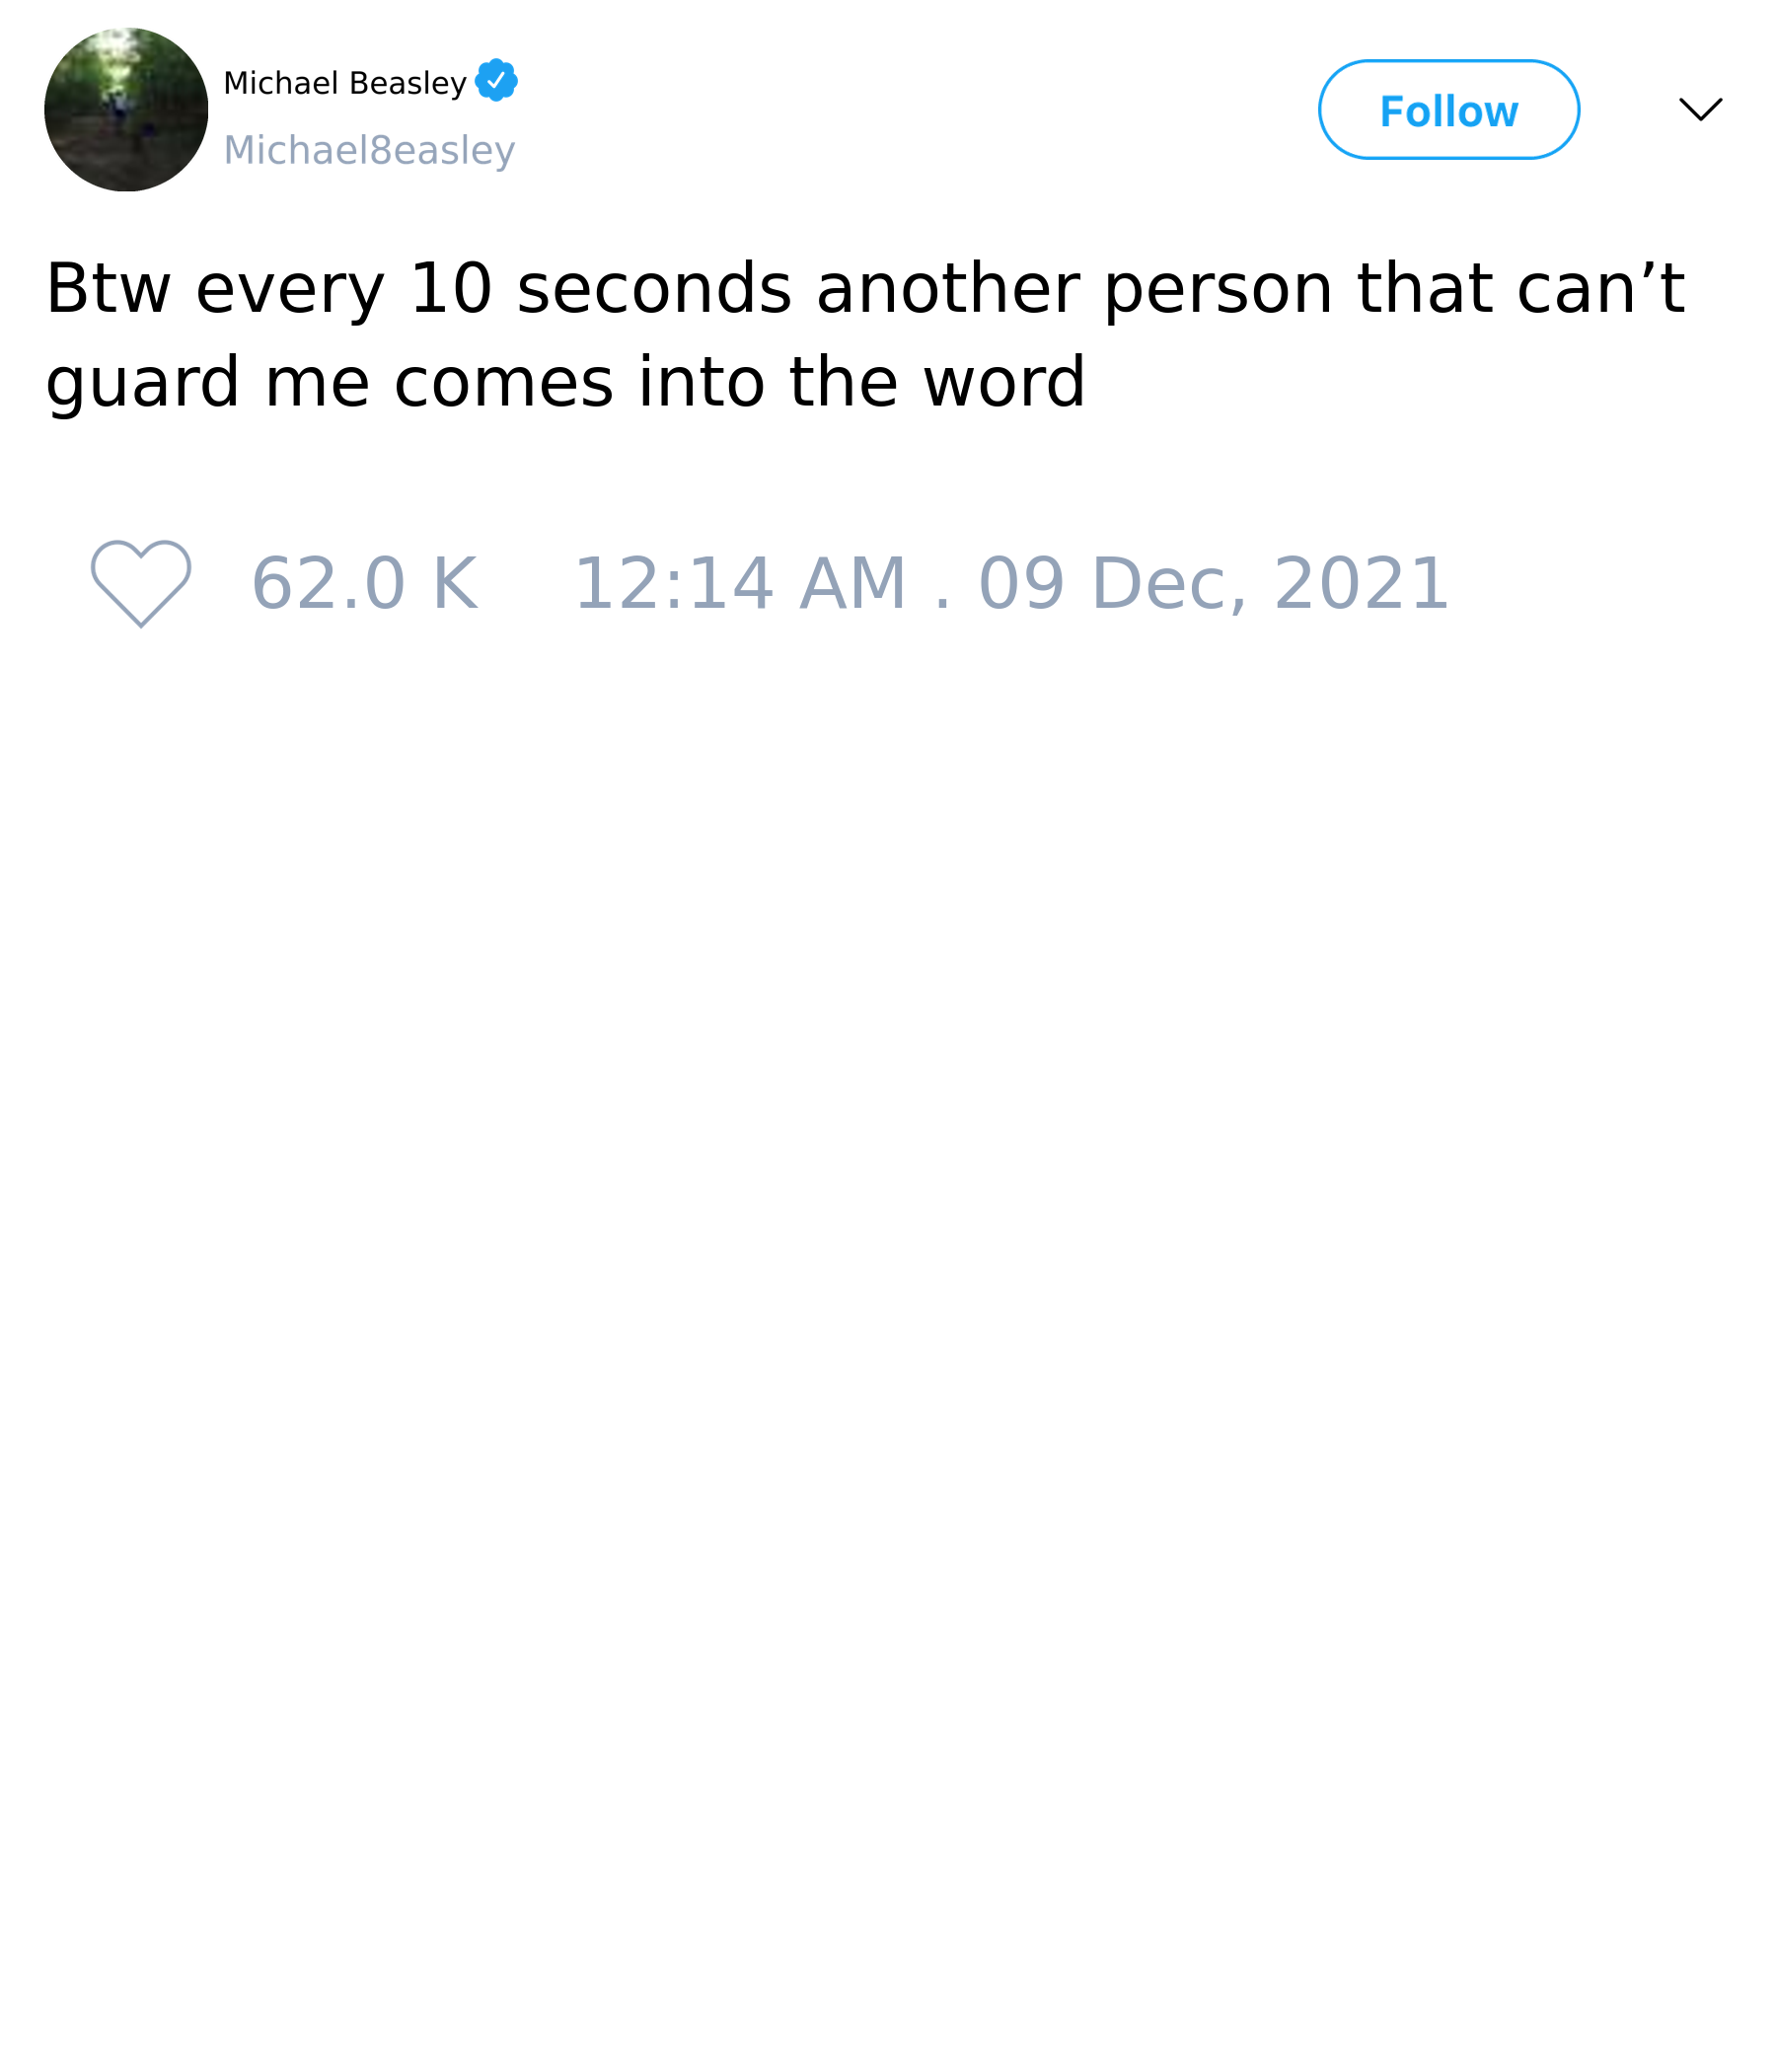 Michael Beasley
Follow
Michael8easley
Btw every 10 seconds another person that can’t
guard me comes into the word
62.0 K 12:14 AM . 09 Dec, 2021